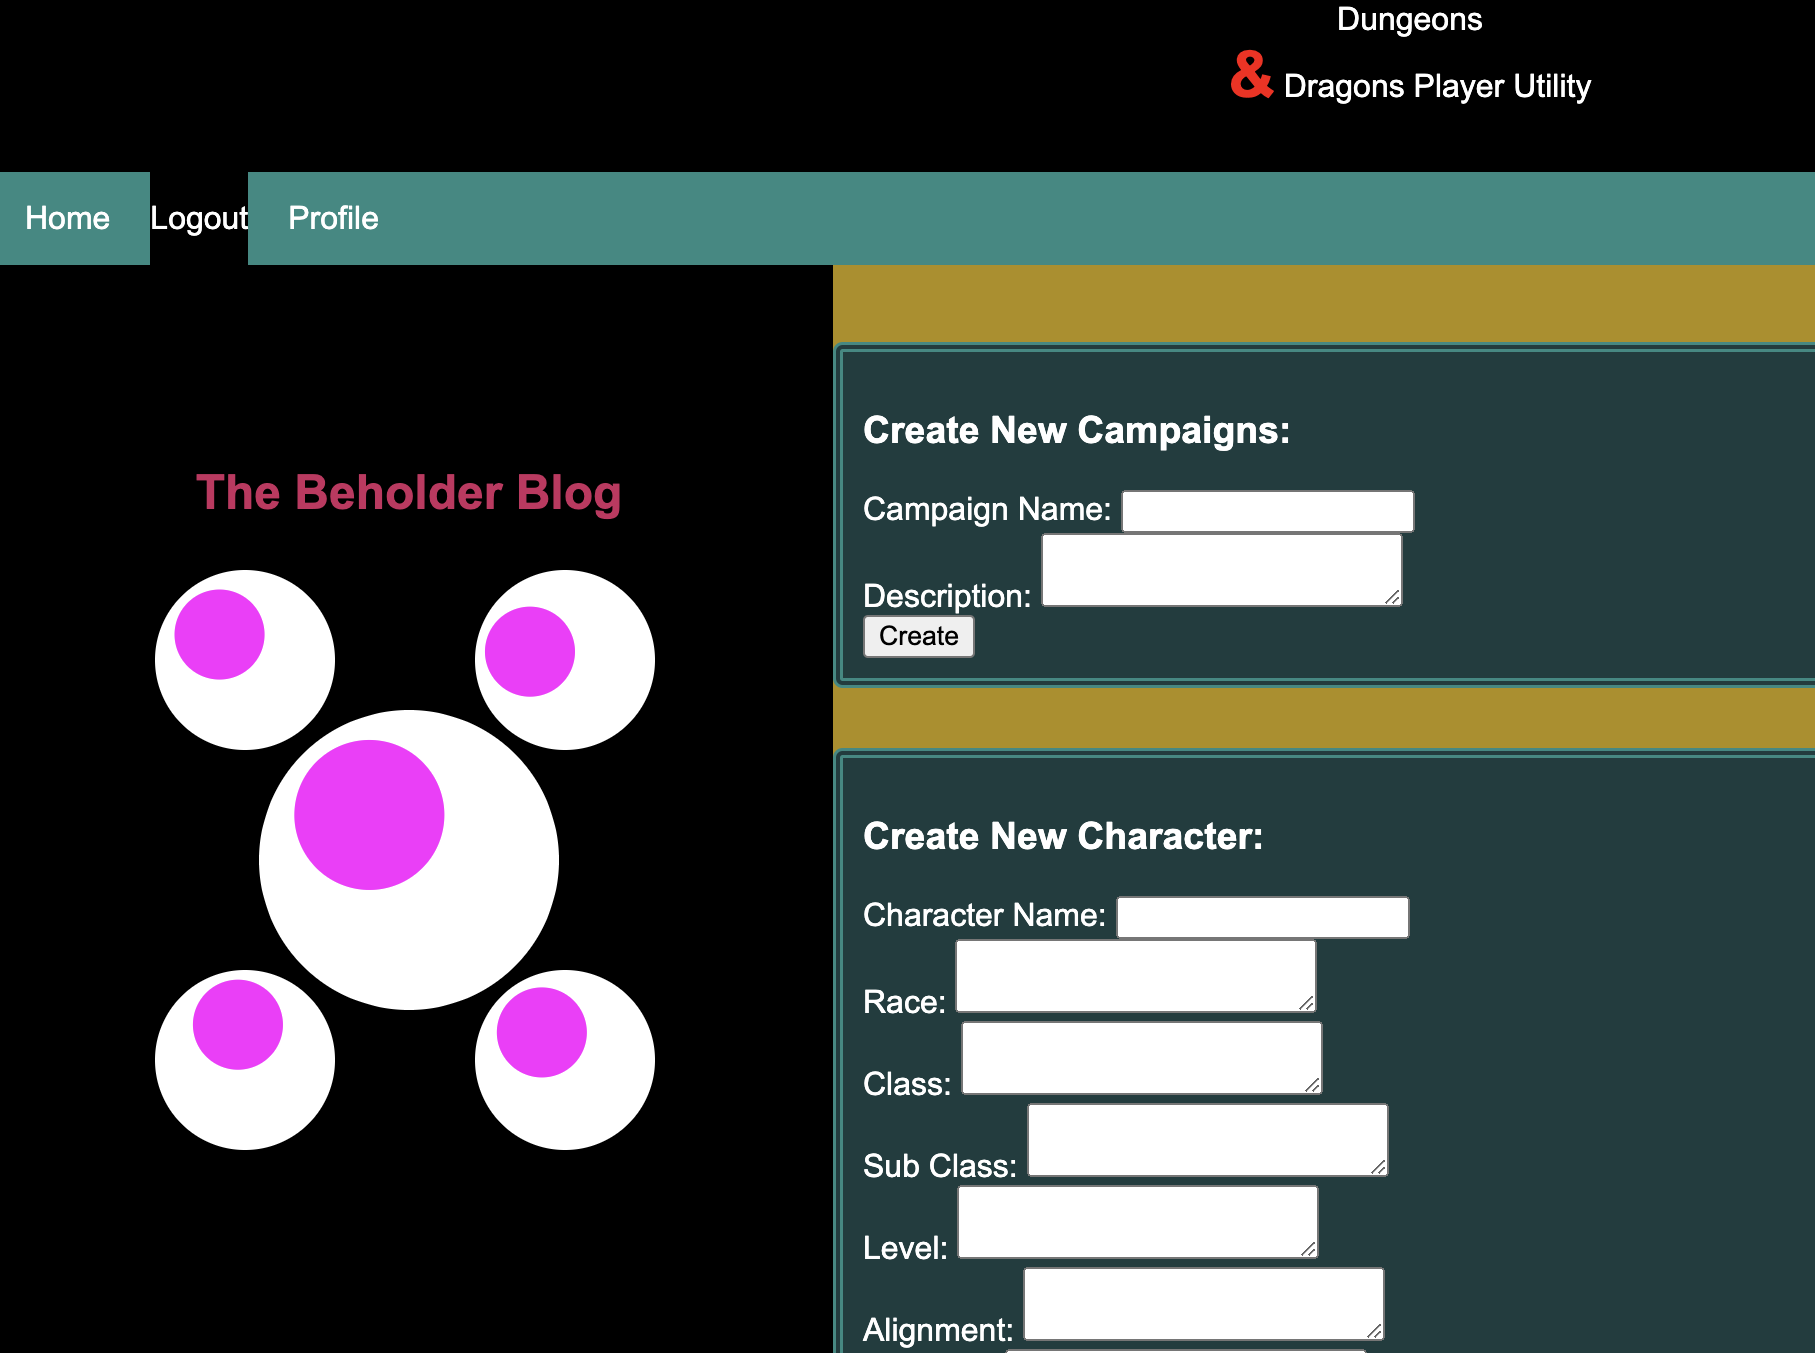 Dungeons
& Dragons Player Utility
Home Logout Profile
The Beholder Blog
Create New Campaigns:
Campaign Name:
Description:
Create
Create New Character:
Character Name:
Race:
Class:
Sub Class:
Level:
Alignment: